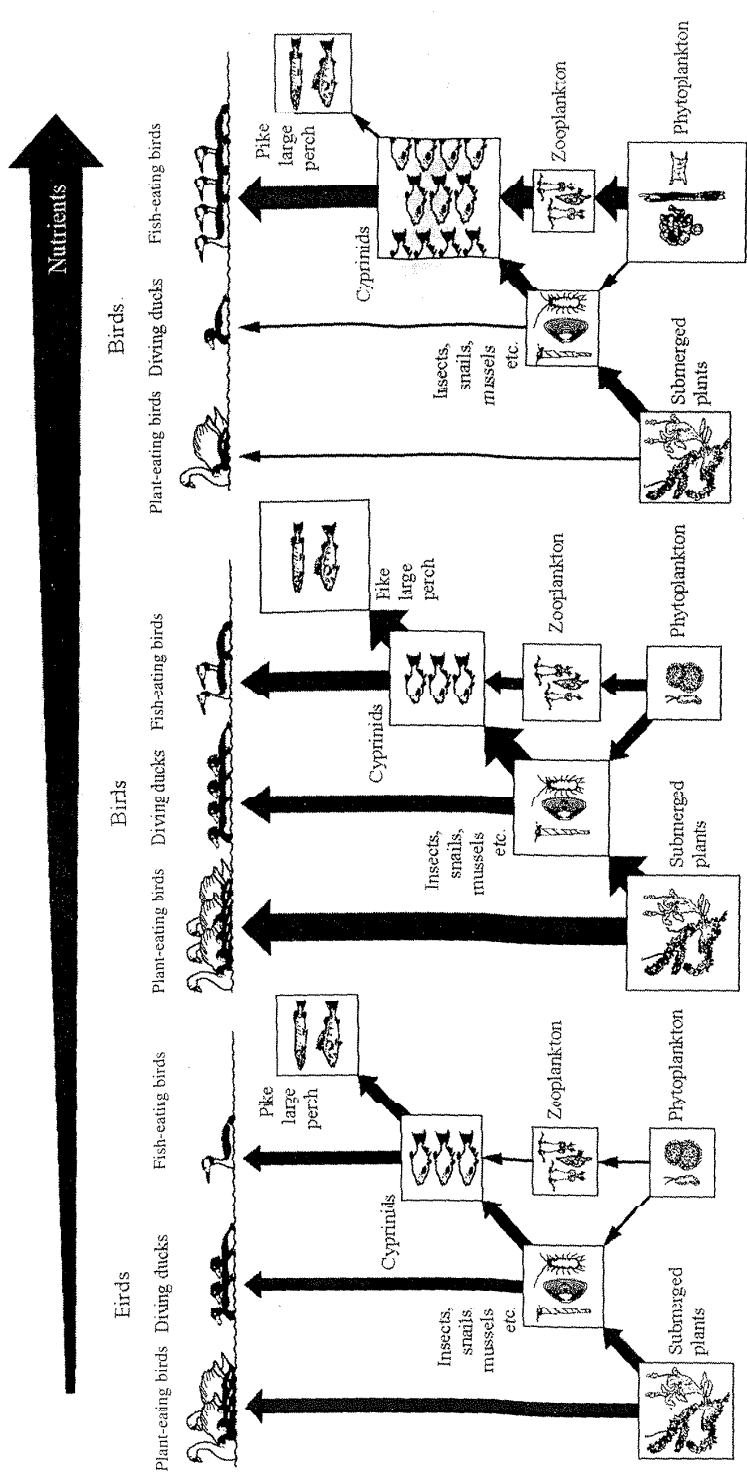 Nutrients
Birds
Plant-eating birds Diving ducks Fish-eating birds
Pike
large
perch
Cyprinids
Insects,
snails,
mussels
etc.
Zooplankton
Submerged
plants
Phytoplankton
Birds
Plant-eating birds Diving ducks Fish-eating birds
Pike
large
perch
Cyprinids
Insects,
snails,
mussels
etc.
Zooplankton
Submerged
plants
Phytoplankton
Birds.
Plant-eating birds Diving ducks Fish-eating birds
Pike
large
perch
Cyprinids
Insects,
snails,
mussels
etc.
Zooplankton
Submerged
plants
Phytoplankton